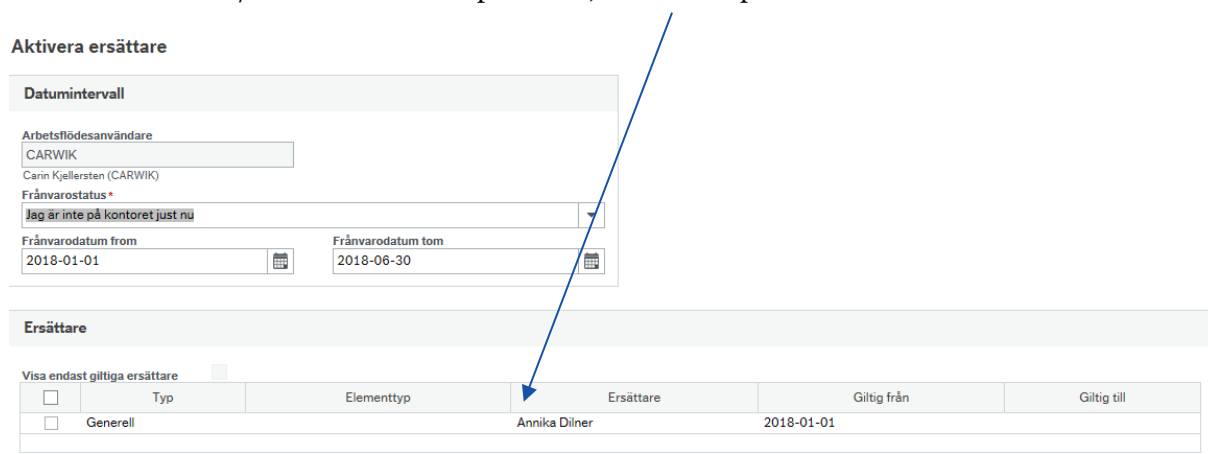 Aktivera ersättare
Datumintervall
Arbetsflödesanvändare
CARWIK
Carin Kjellersten (CARWIK)
Frånvarostatus*
Jag är inte på kontoret just nu
Frånvarodatum from Frånvarodatum tom
2018-01-01 2018-06-30
Ersättare
Visa endast giltiga ersättare
Typ Elementtyp Ersättare Giltig från Giltig till
Generell Annika Dilner 2018-01-01